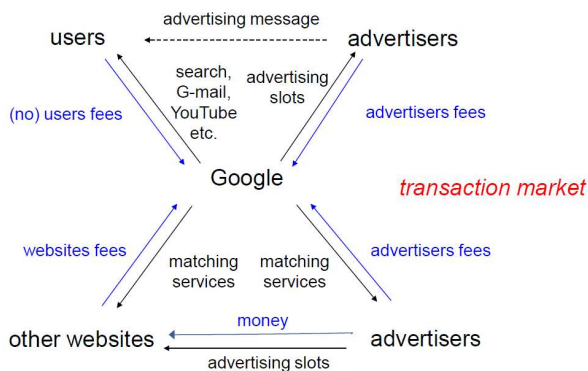 advertising message
users
advertisers
search,
G-mail,
YouTube
etc.
advertising
slots
(no) users fees
advertisers fees
Google
transaction market
websites fees
advertisers fees
matching
services
matching
services
money
other websites
advertisers
advertising slots